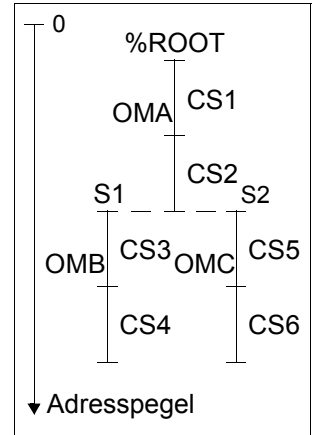 0
%ROOT
CS1
OMA
CS2
S1 S2
CS3 CS5
OMB OMC
CS4 CS6
Adresspegel